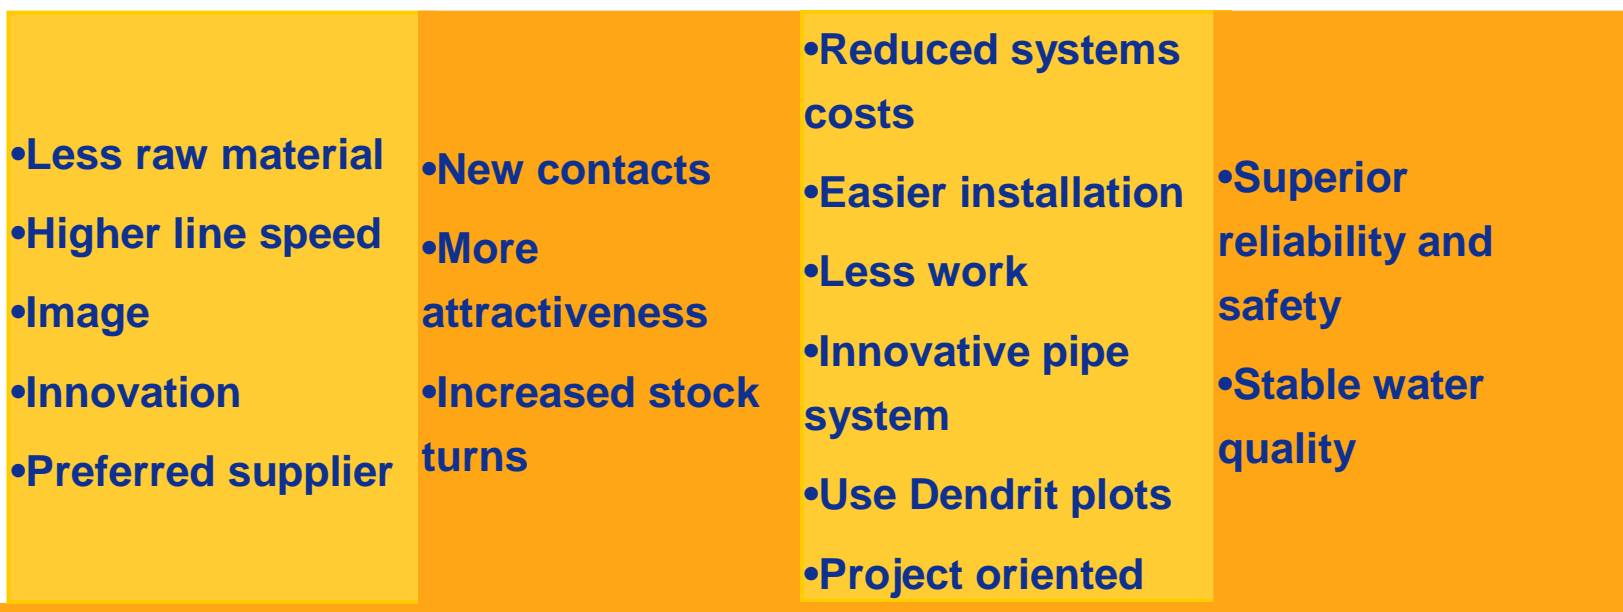 •Less raw material
•Higher line speed
•Image
•Innovation
•Preferred supplier
•New contacts
•More
attractiveness
•Increased stock
turns
•Reduced systems
costs
•Easier installation
•Less work
•Innovative pipe
system
•Use Dendrit plots
•Project oriented
•Superior
reliability and
safety
•Stable water
quality